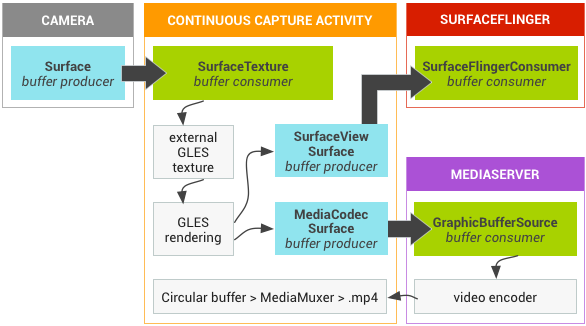 CAMERA
Surface
buffer producer
CONTINUOUS CAPTURE ACTIVITY
SurfaceTexture
buffer consumer
external
GLES
texture
GLES
rendering
SurfaceView
Surface
buffer producer
MediaCodec
Surface
buffer producer
Circular buffer > MediaMuxer > .mp4
SURFACEFLINGER
SurfaceFlingerConsumer
buffer consumer
MEDIASERVER
GraphicBufferSource
buffer consumer
video encoder